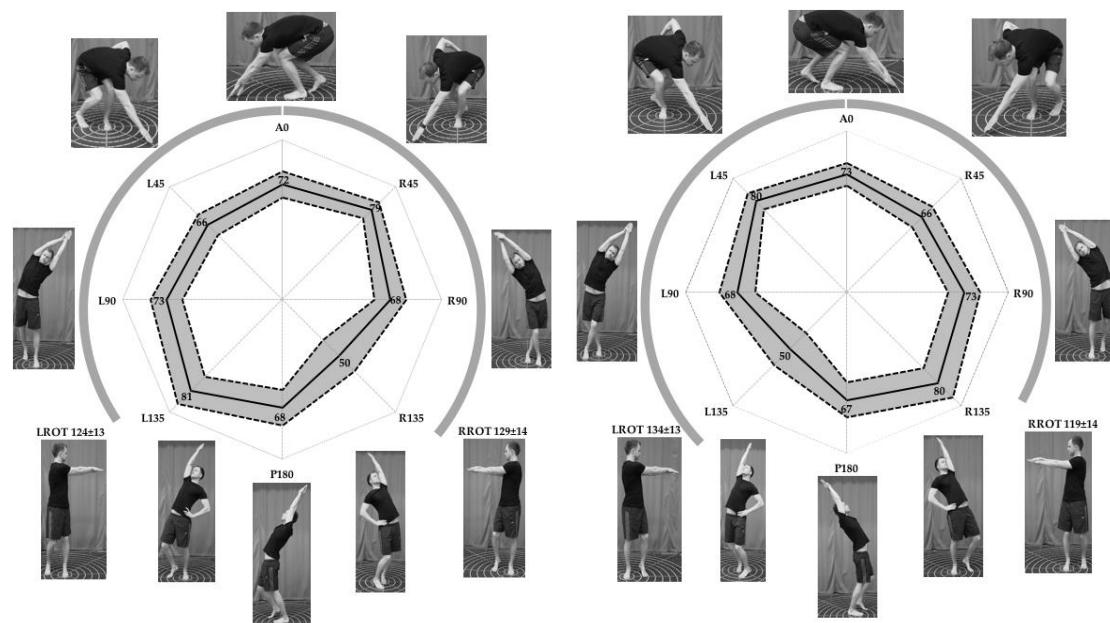 A0
L45
72
R45
66
79
L90
73
68
R90
50
81
L135
68
R135
LROT 124±13
RROT 129±14
P180
A0
L45
73
R45
80
66
L90
68
73
R90
50
80
L135
67
R135
LROT 134±13
RROT 119±14
P180